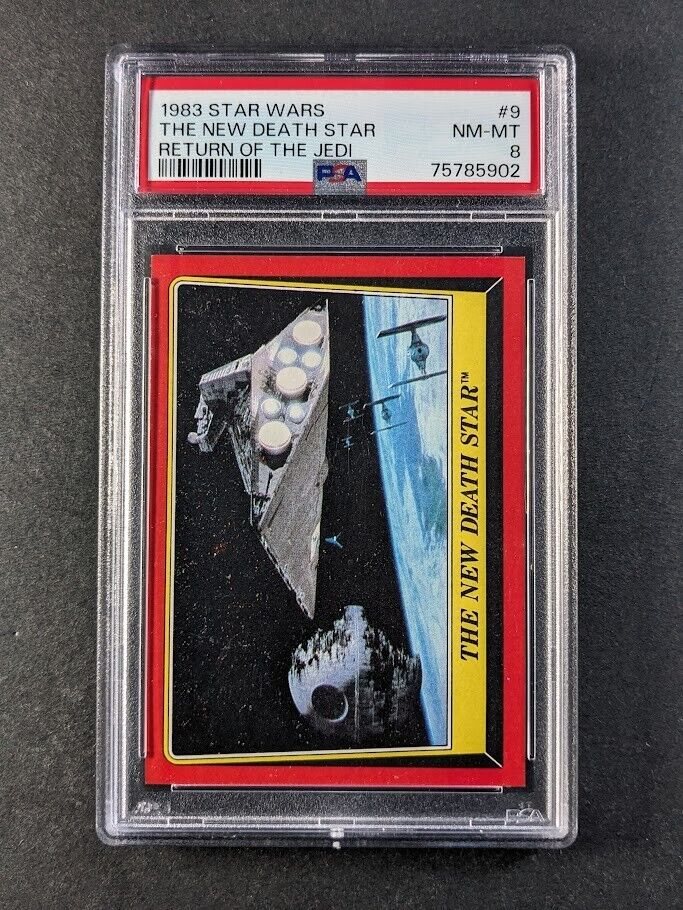 1983 STAR WARS #9
THE NEW DEATH STAR NM-MT
RETURN OF THE JEDI 8
PSA 75785902
THE NEW DEATH STAR™
PSA